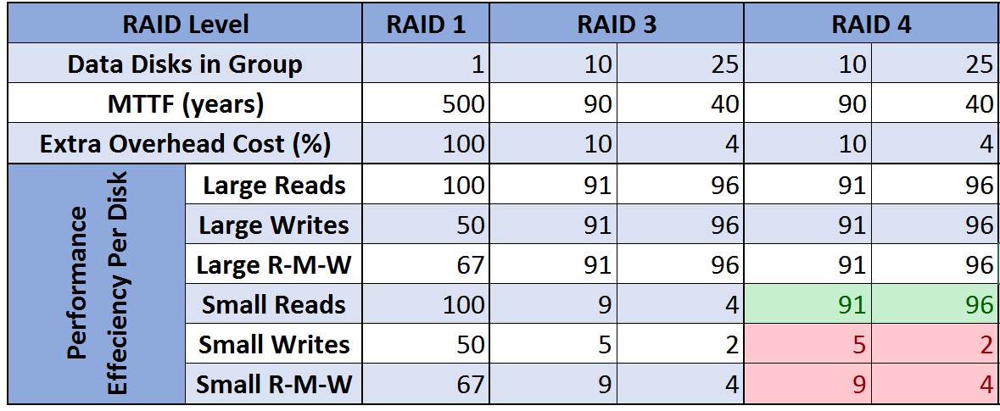 RAID Level RAID 1 RAID 3 RAID 4
Data Disks in Group 1 10 25 10 25
MTTF (years) 500 90 40 90 40
Extra Overhead Cost (%) 100 10 4 10 4
Performance
Effeciency Per Disk
Large Reads 100 91 96 91 96
Large Writes 50 91 96 91 96
Large R-M-W 67 91 96 91 96
Small Reads 100 9 4 91 96
Small Writes 50 5 2 5 2
Small R-M-W 67 9 4 9 4